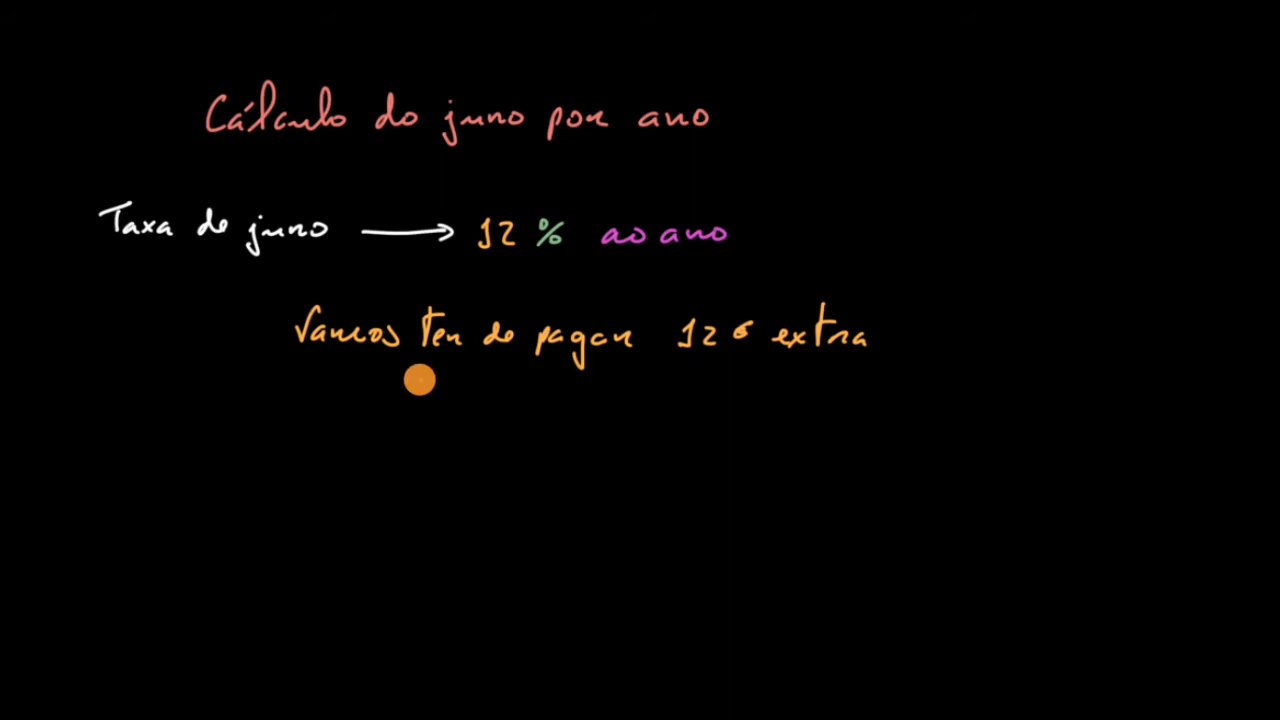 Cálculo do juro por ano
Taxa de juro → 12 % ao ano
Vamos ter de pagar 12 € extra